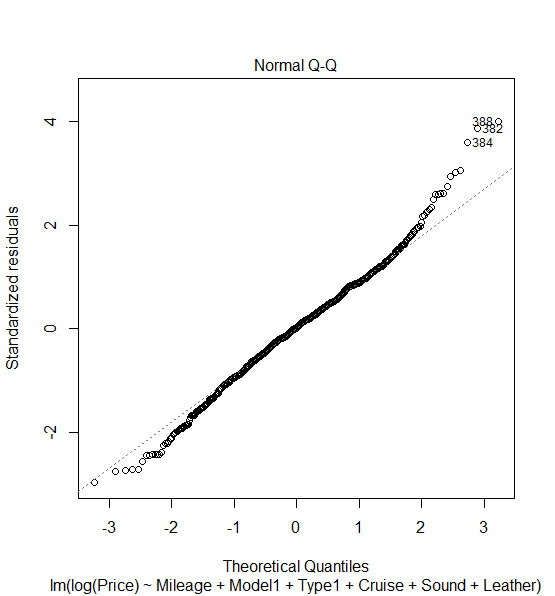 Normal Q-Q
388
382
384
4
2
0
-2
Standardized residuals
-3 -2 -1 0 1 2 3
Theoretical Quantiles
lm(log(Price) ~ Mileage + Model1 + Type1 + Cruise + Sound + Leather)